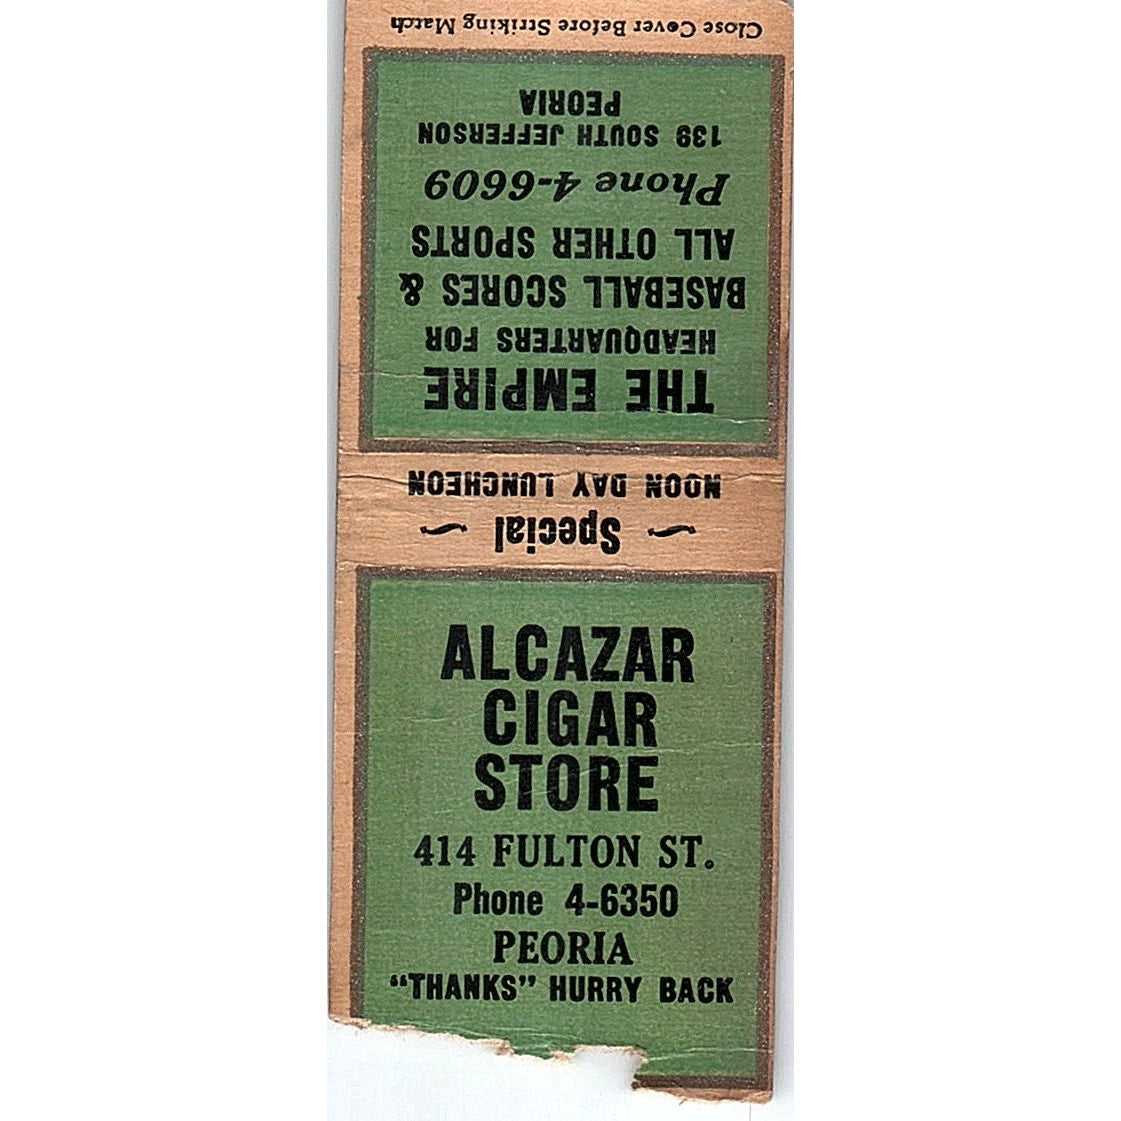 Close Cover Before Striking Match
THE EMPIRE
HEADQUARTERS FOR
BASEBALL SCORES &
ALL OTHER SPORTS
Phone 4-6609
139 SOUTH JEFFERSON
PEORIA
Special
NOON DAY LUNCHEON
ALCAZAR
CIGAR
STORE
414 FULTON ST.
Phone 4-6350
PEORIA
"THANKS" HURRY BACK